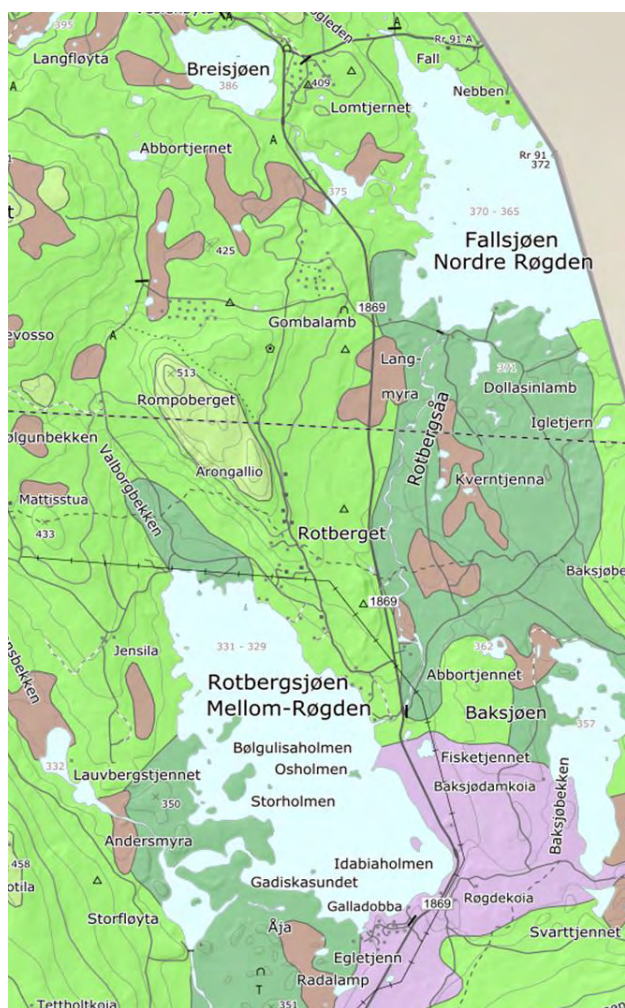 395
Langfløyta
Breisjøen
386
A
A
Rr 91 A
Fall
409
Nebben
Lomtjernet
A
A
Abbortjernet
Rr 91
372
375
370 - 365
Fallsjøen
Nordre Røgden
425
1869
Gombalamb
A
Lang-
myra
371
Dollasinlamb
513
Rompoberget
Igletjern
Rotbergsåa
Valborgbekken
Arongallio
Kverntjenna
Mattisstua
433
Rotberget
1869
331 - 329
362
Jensila
Abbortjennet
Rotbergsjøen
Mellom-Røgden
Baksjøen
357
Bølgulisaholmen
Osholmen
Fisketjennet
332
Lauvbergstjennet
Baksjødamkoia
350
Storholmen
Baksjøbekken
Andersmyra
Idabiaholmen
458
Gadiskasundet
Røgdekoia
Galladobba
1869
Storfløyta
Åja
Svarttjennet
Egletjenn
Radalamp
T
351
Tettholtkoia